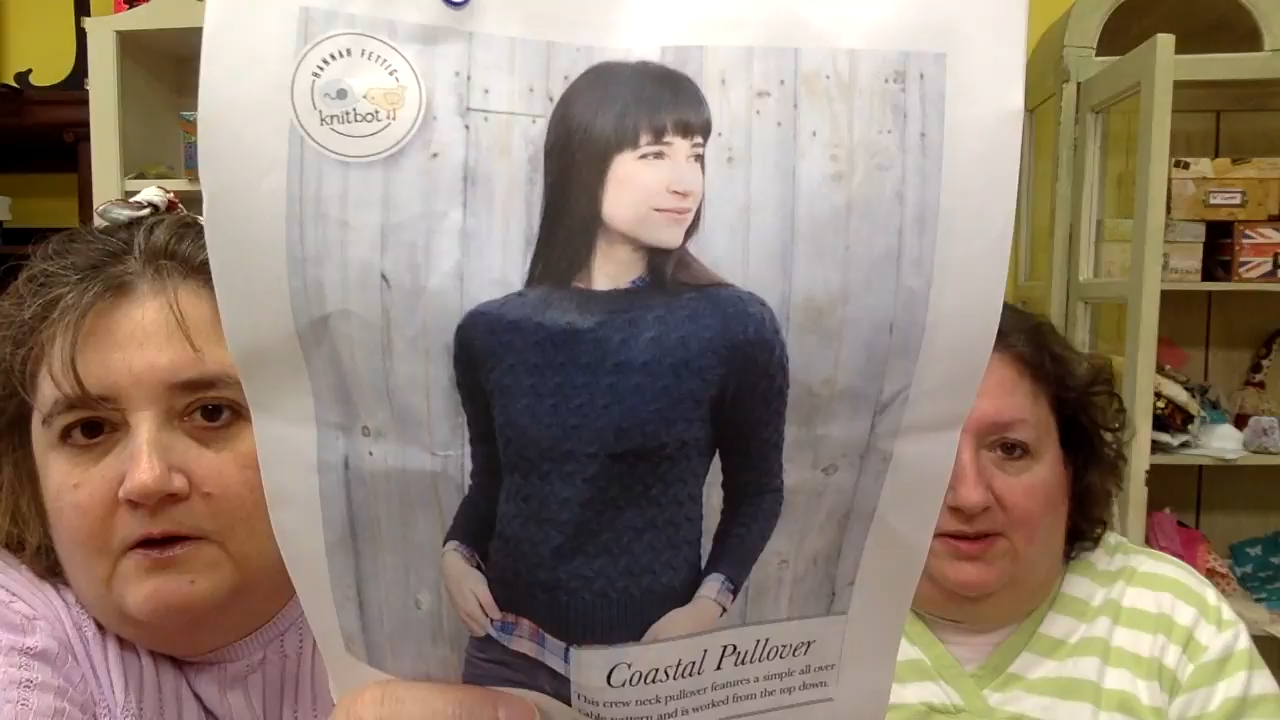 HANNAH FETTIG
knitbot
Coastal Pullover
This crew neck pullover features a simple all over
cable pattern and is worked from the top down.